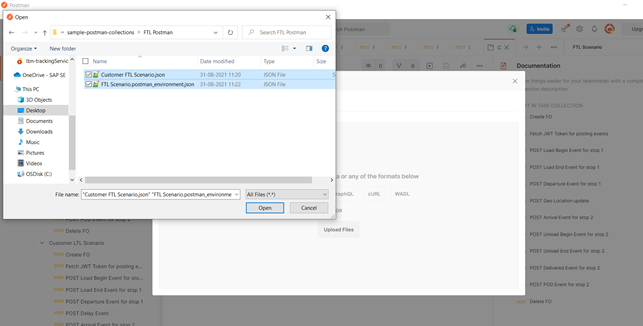 Postman
Open
« sample-postman-collections > FTL Postman
Search FTL Postman
Organize
New folder
Name
Date modified
Type
Size
lbn-trackingServic
OneDrive - SAP SE
This PC
3D Objects
Desktop
Documents
Downloads
Music
Pictures
Videos
OSDisk (C:)
Customer FTL Scenario.json
31-08-2021 11:20
JSON File
FTL Scenario.postman_environment.json
31-08-2021 11:22
JSON File
File name:
"Customer FTL Scenario.json" "FTL Scenario.postman_environme
All Files (*.*)
Open
Cancel
Invite
FTL Scenario
Documentation
things easier for your teammates with a complete
description.
IN THIS COLLECTION
Create FO
Fetch JWT Token for posting events
POST Load Begin Event for stop 1
POST Load End Event for stop 1
POST Departure Event for stop 1
POST Geo Location update
POST Arrival Event for stop 2
POST Unload Begin Event for stop 2
POST Unload End Event for stop 2
POST Delivered Event for stop 2
POST POD Event for stop 2
Delete FO
a or any of the formats below
GraphQL
cURL
WADL
Upload Files
POST POD Event for stop 2
Delete FO
Customer LTL Scenario
Create FO
Fetch JWT Token for posting e...
POST Load Begin Event for sto...
POST Load End Event for stop 1
POST Departure Event for stop 1
POST Delay Event
POST Arrival Event for stop 2